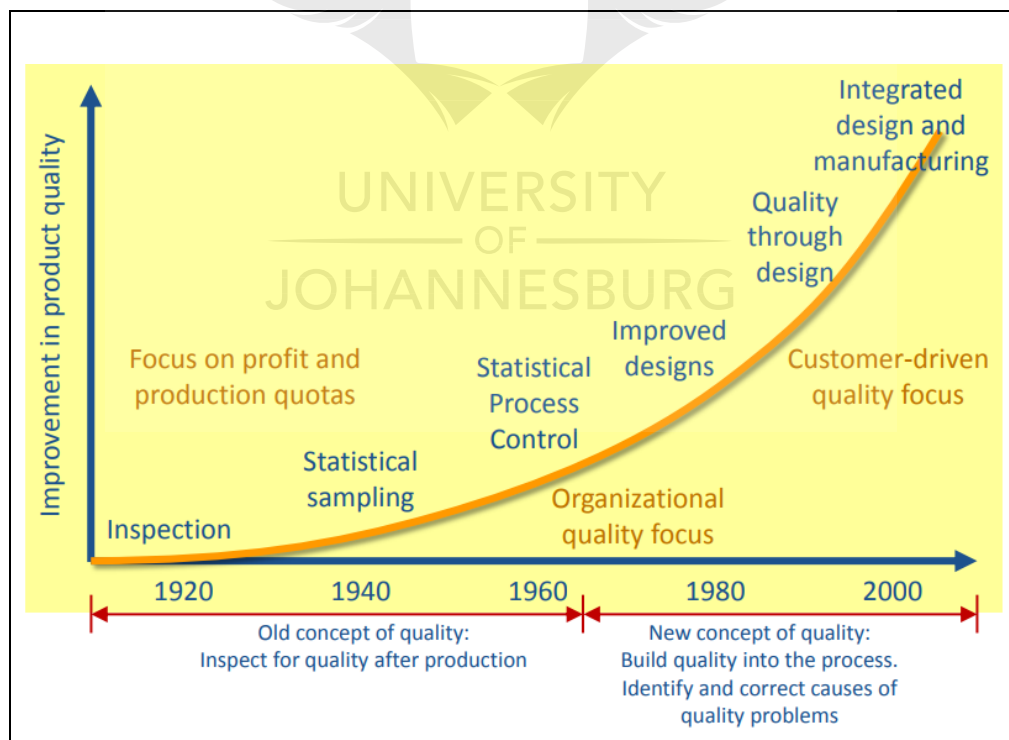 Improvement in product quality
UNIVERSITY
OF
JOHANNESBURG
Integrated
design and
manufacturing
Quality
through
design
Improved
designs
Focus on profit and
production quotas
Statistical
Process
Control
Customer-driven
quality focus
Statistical
sampling
Organizational
quality focus
Inspection
1920 1940 1960 1980 2000
Old concept of quality:
Inspect for quality after production
New concept of quality:
Build quality into the process.
Identify and correct causes of
quality problems